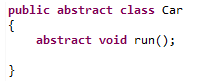 public abstract class Car
{
    abstract void run();
}